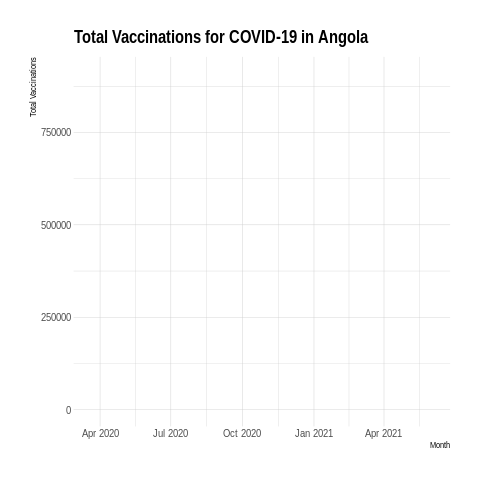 Total Vaccinations for COVID-19 in Angola
Total Vaccinations
750000
500000
250000
0
Apr 2020 Jul 2020 Oct 2020 Jan 2021 Apr 2021
Month